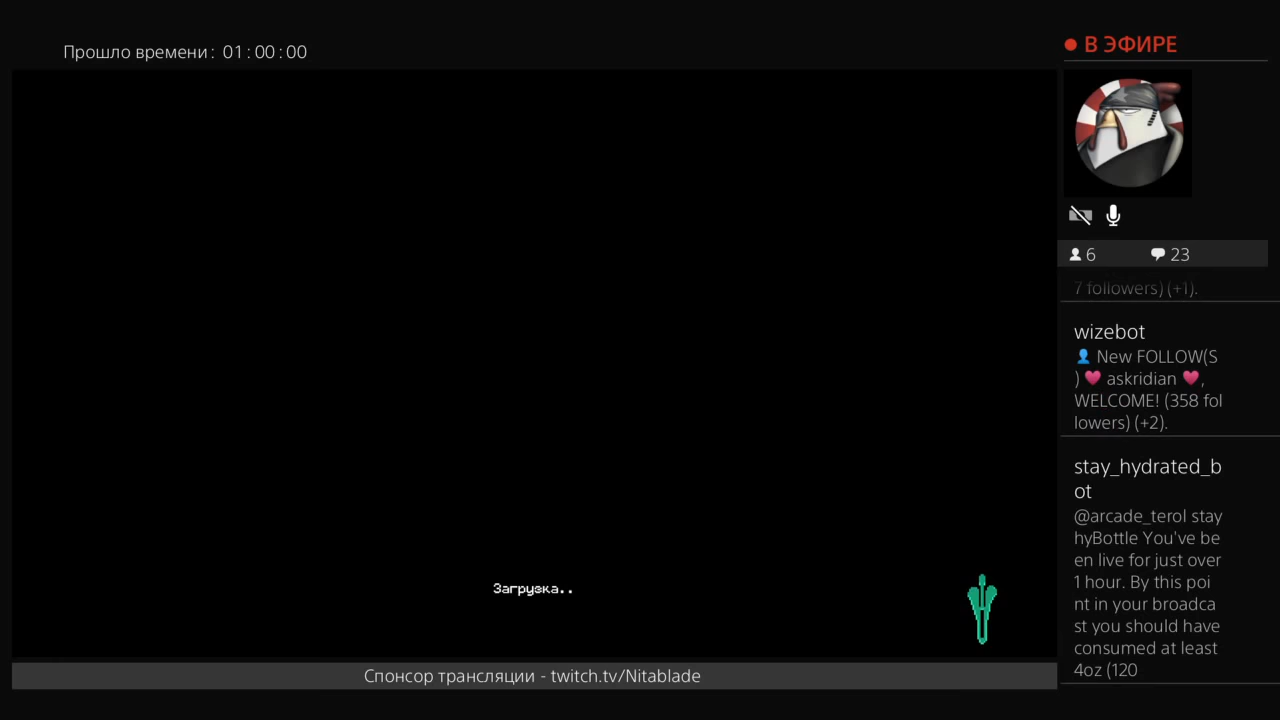 Прошло времени: 01:00:00
В ЭФИРЕ
6 23
7 followers) (+1).
wizebot
New FOLLOW(S
) askridian ,
WELCOME! (358 fol
lowers) (+2).
stay_hydrated_b
ot
@arcade_terol stay
hyBottle You've be
en live for just over
1 hour. By this poi
nt in your broadca
st you should have
consumed at least
4oz (120
Загрузка..
Спонсор трансляции - twitch.tv/Nitablade